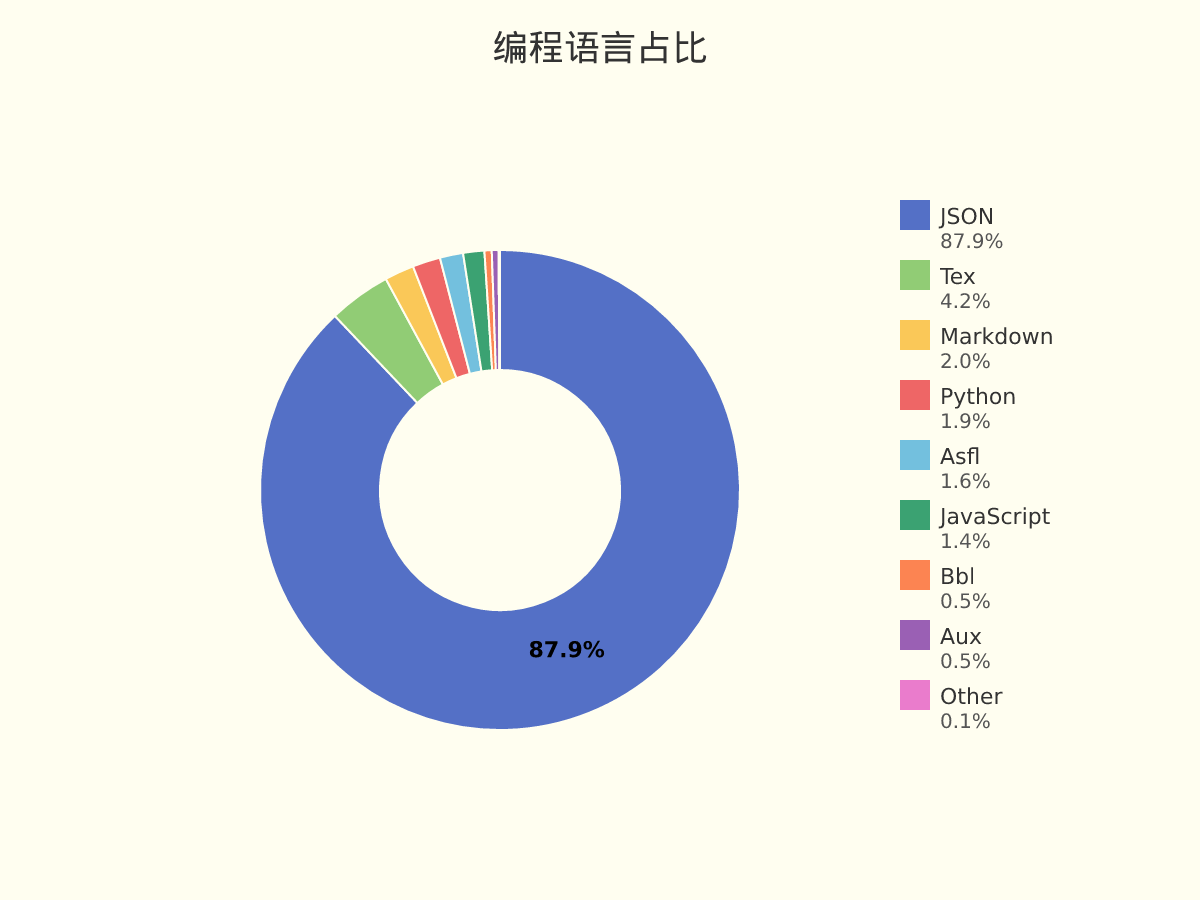 编程语言占比
JSON
87.9%
Tex
4.2%
Markdown
2.0%
Python
1.9%
Asfl
1.6%
JavaScript
1.4%
Bbl
0.5%
Aux
0.5%
Other
0.1%
87.9%